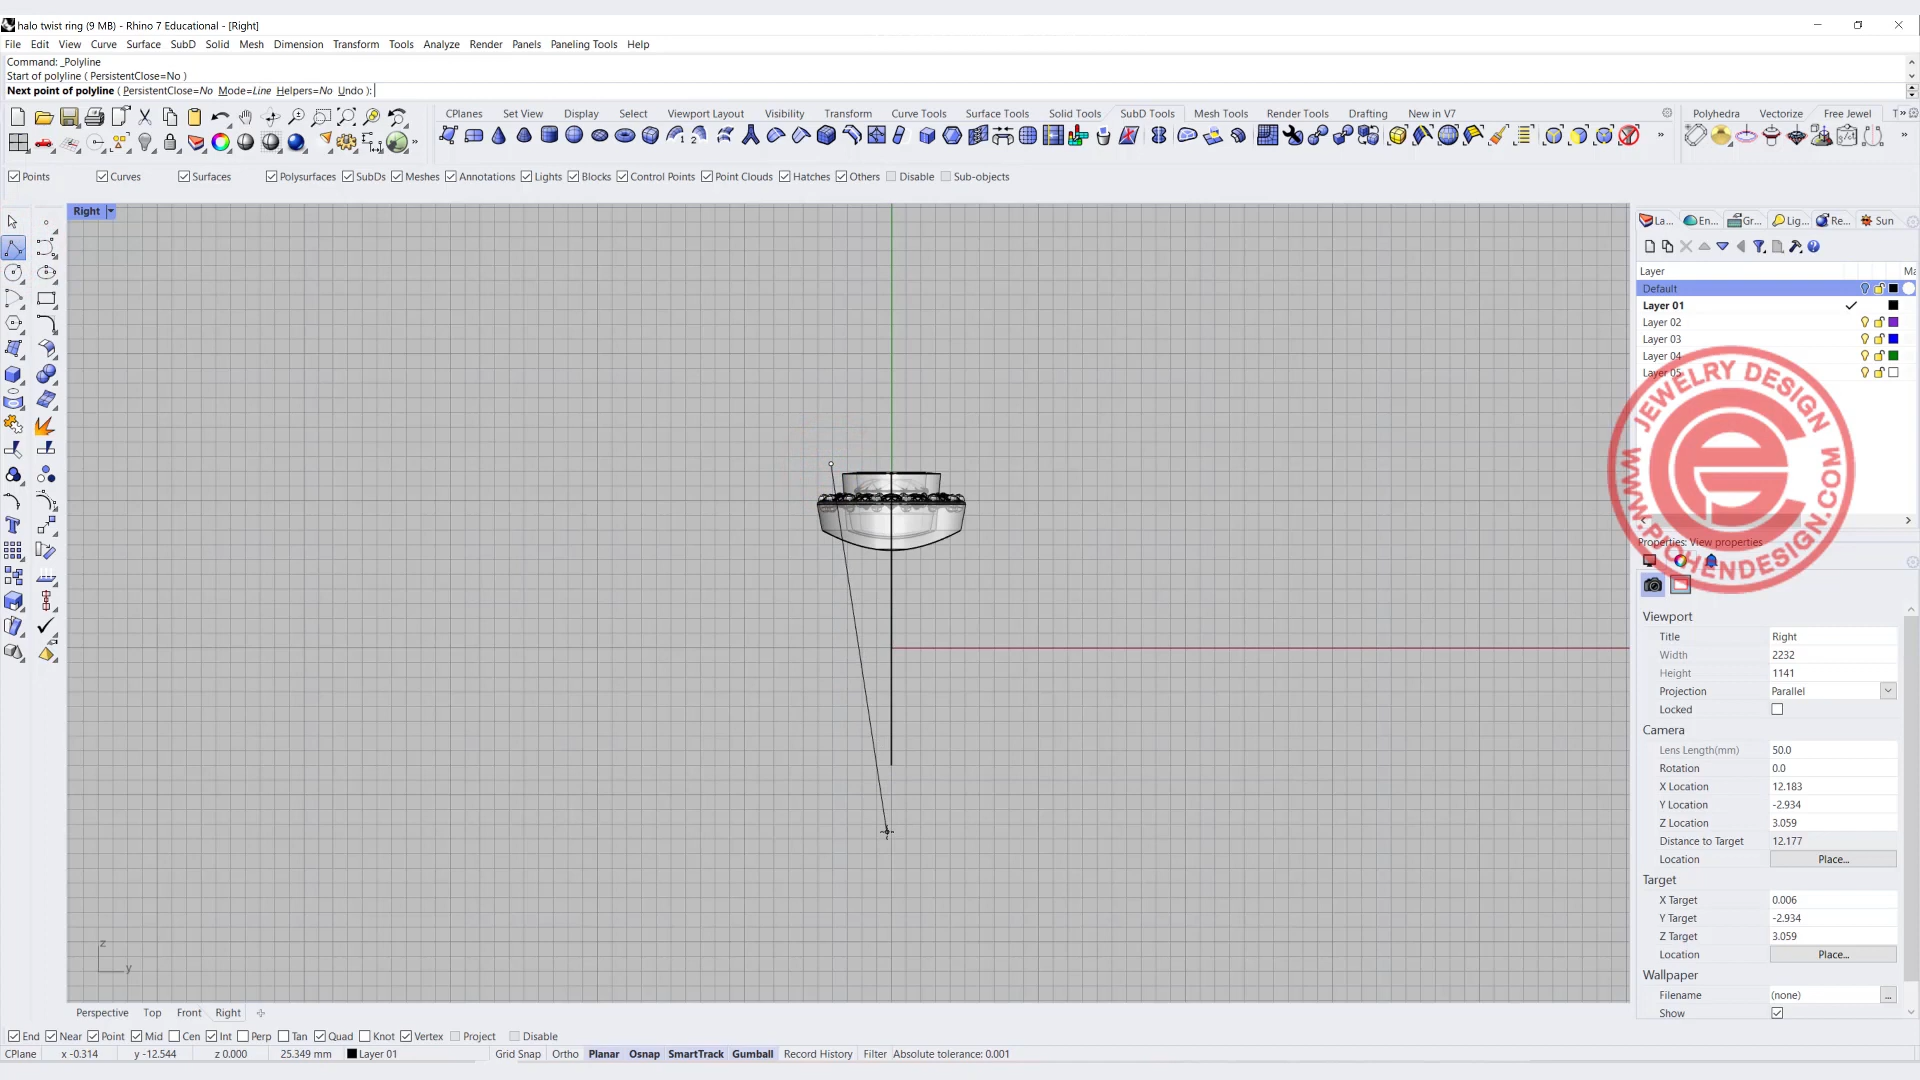 halo twist ring (9 MB) - Rhino 7 Educational - [Right]
File Edit View Curve Surface SubD Solid Mesh Dimension Transform Tools Analyze Render Panels Paneling Tools Help
Command: _Polyline
Start of polyline ( PersistentClose=No )
Next point of polyline ( PersistentClose=No Mode=Line Helpers=No Undo ):
CPlanes Set View Display Select Viewport Layout Visibility Transform Curve Tools Surface Tools Solid Tools SubD Tools Mesh Tools Render Tools Drafting New in V7 Polyhedra Vectorize Free Jewel T
Points Curves Surfaces Polysurfaces SubDs Meshes Annotations Lights Blocks Control Points Point Clouds Hatches Others Disable Sub-objects
Right
La... En... Gr... Lig... Re... Sun
Layer Ma
Default
Layer 01
Layer 02
Layer 03
Layer 04
Layer 05
JEWELRY DESIGN
WWW.PJCHENDESIGN.COM
Properties: View properties
Viewport
Title Right
Width 2232
Height 1141
Projection Parallel
Locked
Camera
Lens Length(mm) 50.0
Rotation 0.0
X Location 12.183
Y Location -2.934
Z Location 3.059
Distance to Target 12.177
Location Place...
Target
X Target 0.006
Y Target -2.934
Z Target 3.059
Location Place...
Wallpaper
Filename (none) ...
Show
z
y
Perspective Top Front Right
End Near Point Mid Cen Int Perp Tan Quad Knot Vertex Project Disable
CPlane x -0.314 y -12.544 z 0.000 25.349 mm Layer 01 Grid Snap Ortho Planar Osnap SmartTrack Gumball Record History Filter Absolute tolerance: 0.001